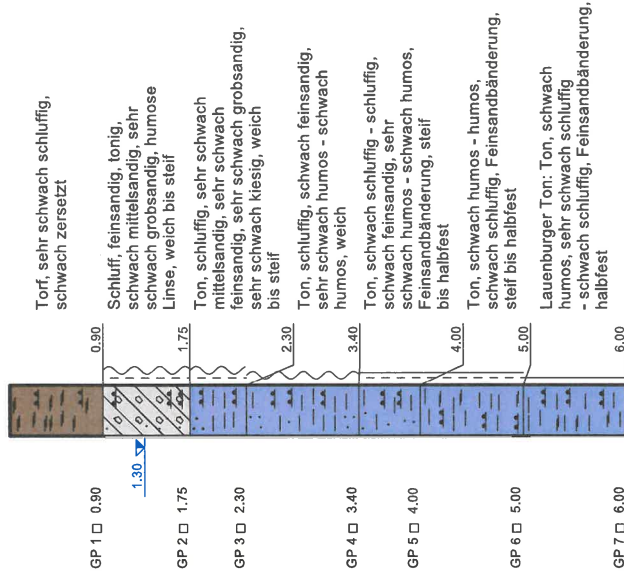 Torf, sehr schwach schluffig,
schwach zersetzt
0.90
Schluff, feinsandig, tonig,
schwach mittelsandig, sehr
schwach grobsandig, humose
Linse, weich bis steif
1.75
Ton, schluffig, sehr schwach
mittelsandig, sehr schwach
feinsandig, sehr schwach grobsandig,
sehr schwach kiesig, weich
bis steif
2.30
Ton, schluffig, schwach feinsandig,
sehr schwach humos - schwach
humos, weich
3.40
Ton, schwach schluffig - schluffig,
schwach feinsandig, sehr
schwach humos - schwach humos,
Feinsandbänderung, steif
bis halbfest
4.00
Ton, schwach humos - humos,
schwach schluffig, Feinsandbänderung,
steif bis halbfest
5.00
Lauenburger Ton: Ton, schwach
humos, sehr schwach schluffig
- schwach schluffig, Feinsandbänderung,
halbfest
6.00
1.30
GP 1 0.90
GP 2 1.75
GP 3 2.30
GP 4 3.40
GP 5 4.00
GP 6 5.00
GP 7 6.00